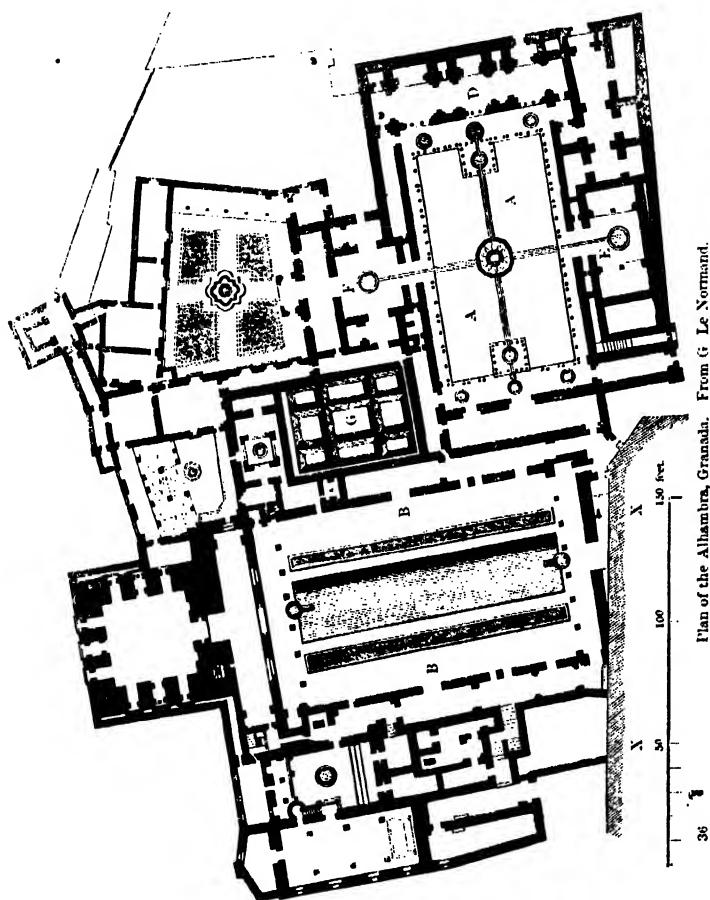 D
A
A
F
F
G
B
B
X
X
50
100
150 feet.
36
Plan of the Alhambra, Granada. From G Le Normand.